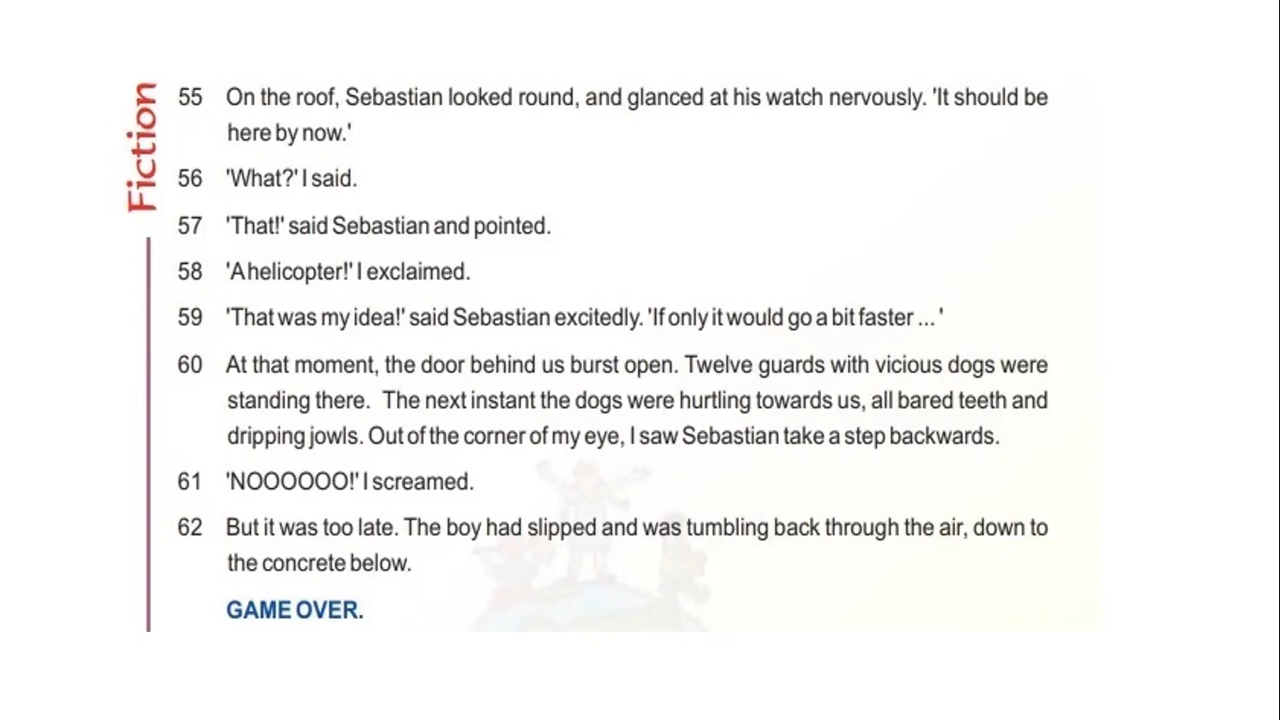 Fiction
55 On the roof, Sebastian looked round, and glanced at his watch nervously. 'It should be
here by now.'
56 'What?' I said.
57 'That!' said Sebastian and pointed.
58 'A helicopter!' I exclaimed.
59 'That was my idea!' said Sebastian excitedly. 'If only it would go a bit faster ... '
60 At that moment, the door behind us burst open. Twelve guards with vicious dogs were
standing there. The next instant the dogs were hurtling towards us, all bared teeth and
dripping jowls. Out of the corner of my eye, I saw Sebastian take a step backwards.
61 'NOOOOOO!' I screamed.
62 But it was too late. The boy had slipped and was tumbling back through the air, down to
the concrete below.
GAME OVER.